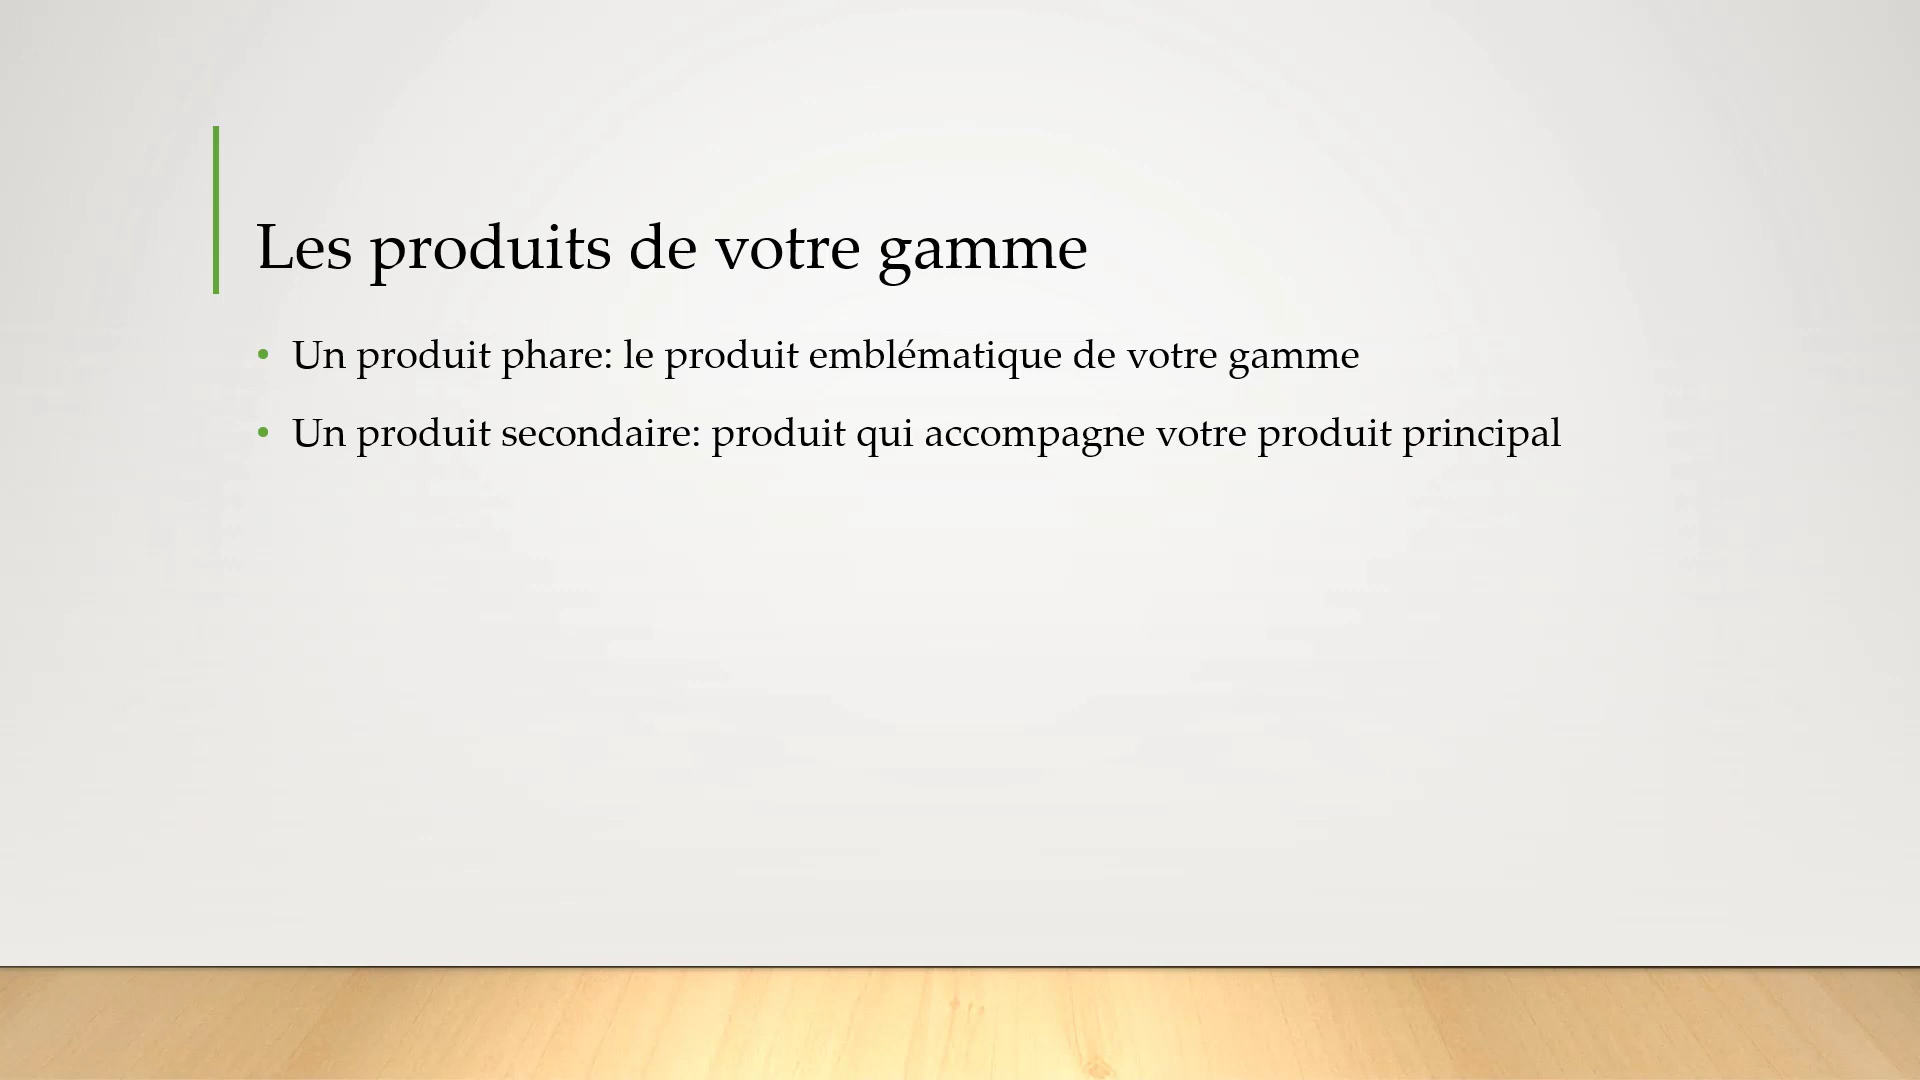 Les produits de votre gamme
• Un produit phare: le produit emblématique de votre gamme
• Un produit secondaire: produit qui accompagne votre produit principal